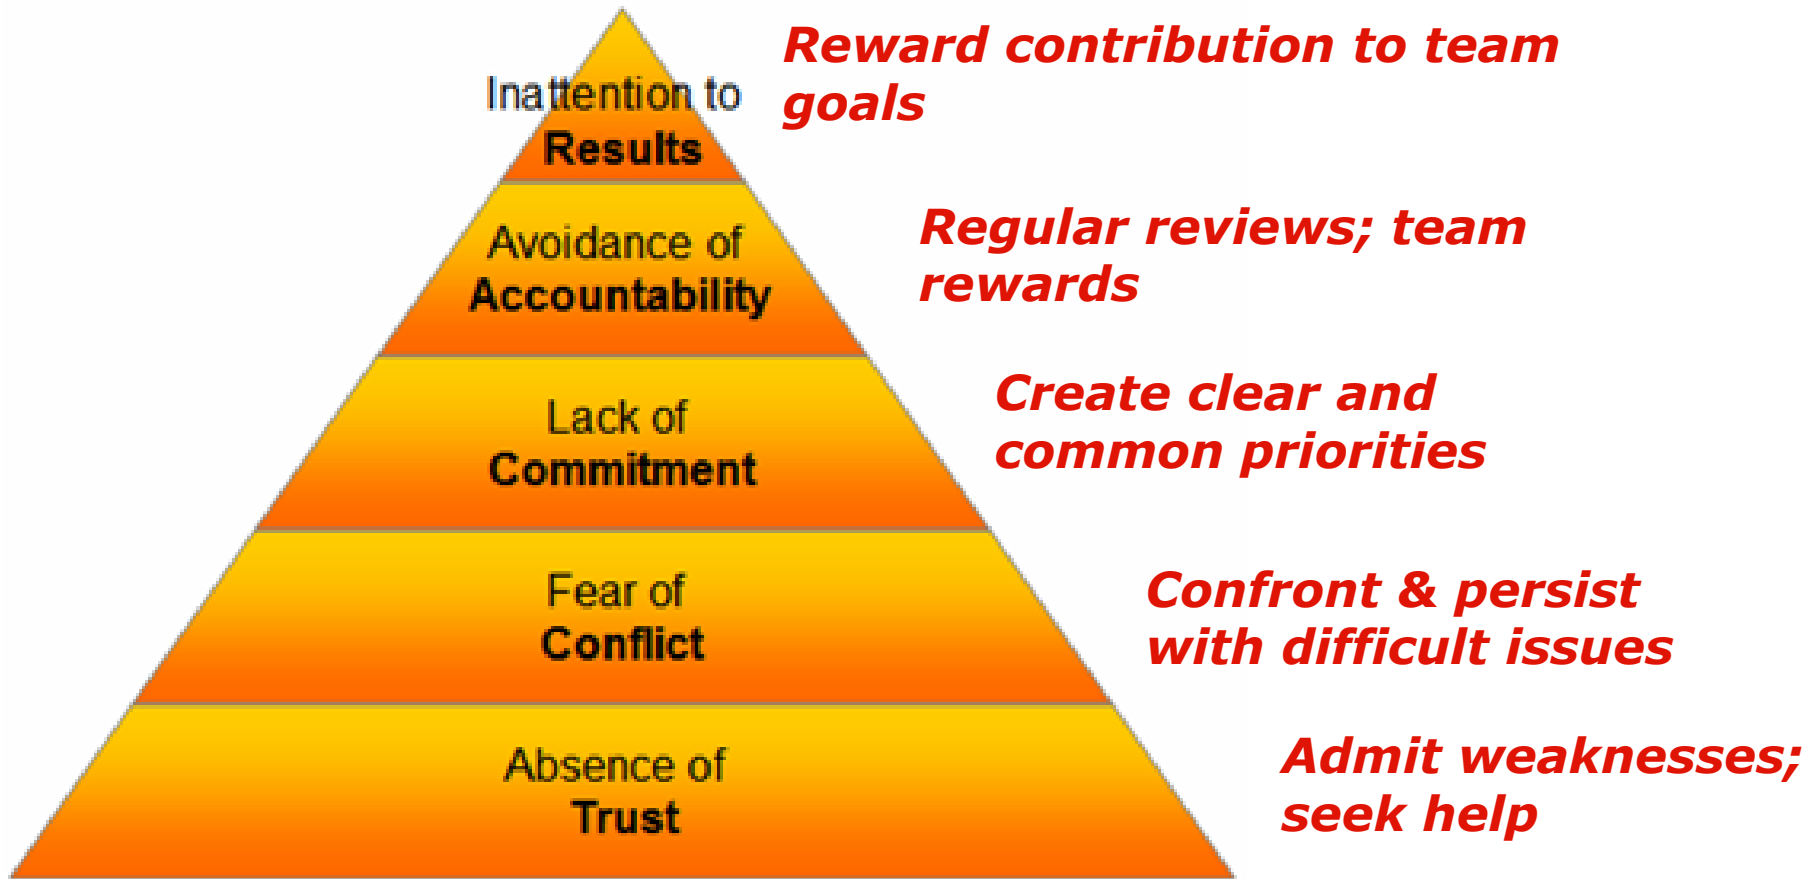 Inattention to
Results
Reward contribution to team
goals
Avoidance of
Accountability
Regular reviews; team
rewards
Lack of
Commitment
Create clear and
common priorities
Fear of
Conflict
Confront & persist
with difficult issues
Absence of
Trust
Admit weaknesses;
seek help